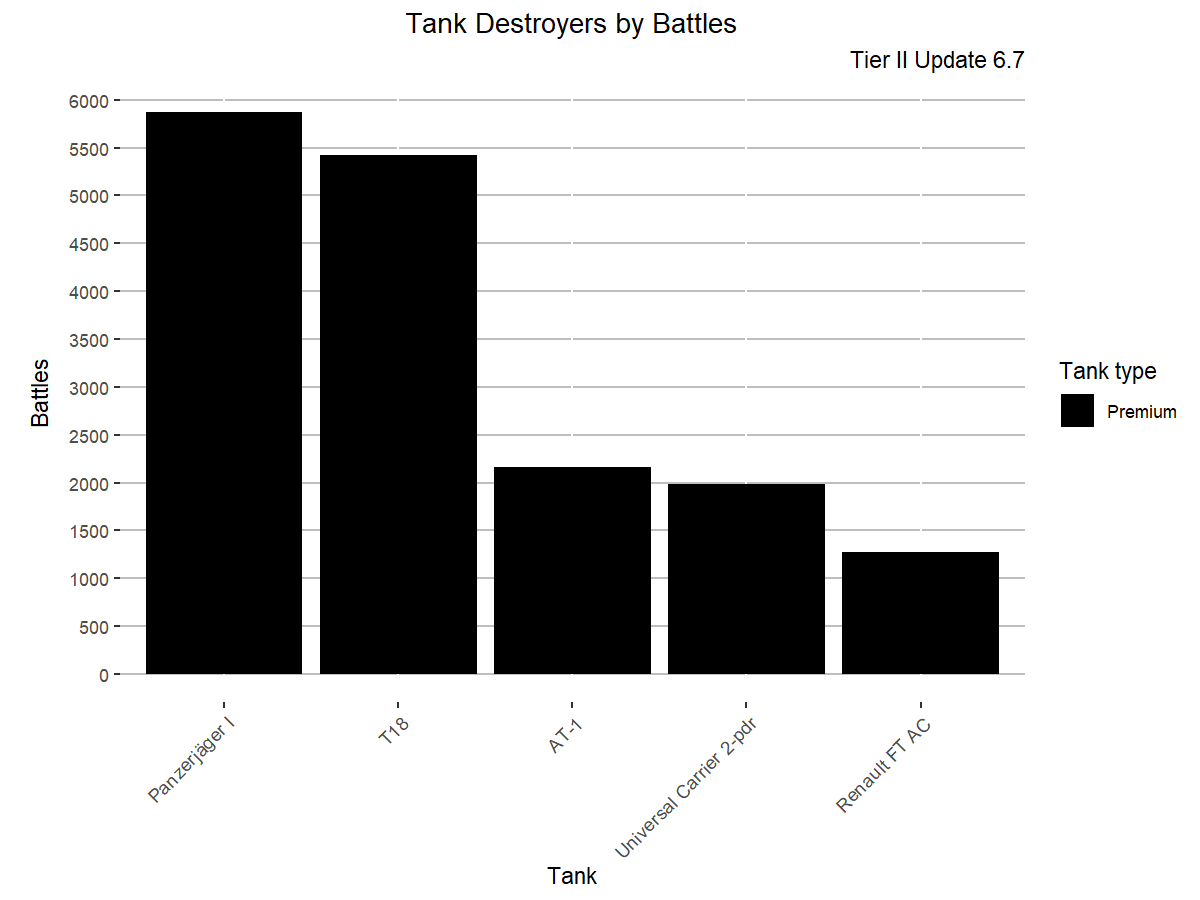 Tank Destroyers by Battles
Tier II Update 6.7
Battles
6000
5500
5000
4500
4000
3500
3000
2500
2000
1500
1000
500
0
Panzerjäger I
T18
AT-1
Universal Carrier 2-pdr
Renault FT AC
Tank
Tank type
Premium